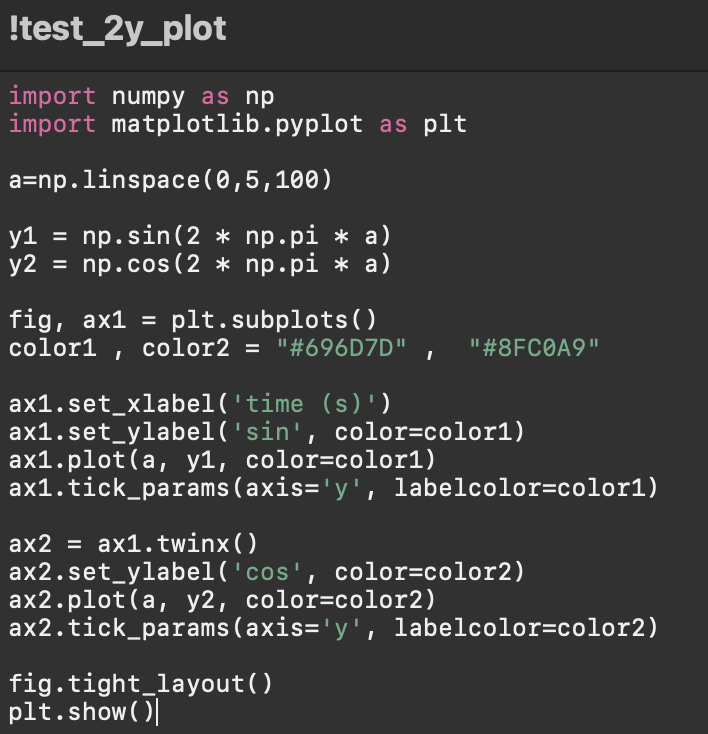 !test_2y_plot
import numpy as np
import matplotlib.pyplot as plt
a=np.linspace(0,5,100)
y1 = np.sin(2 * np.pi * a)
y2 = np.cos(2 * np.pi * a)
fig, ax1 = plt.subplots()
color1 , color2 = "#696D7D" ,  "#8FC0A9"
ax1.set_xlabel('time (s)')
ax1.set_ylabel('sin', color=color1)
ax1.plot(a, y1, color=color1)
ax1.tick_params(axis='y', labelcolor=color1)
ax2 = ax1.twinx()
ax2.set_ylabel('cos', color=color2)
ax2.plot(a, y2, color=color2)
ax2.tick_params(axis='y', labelcolor=color2)
fig.tight_layout()
plt.show()